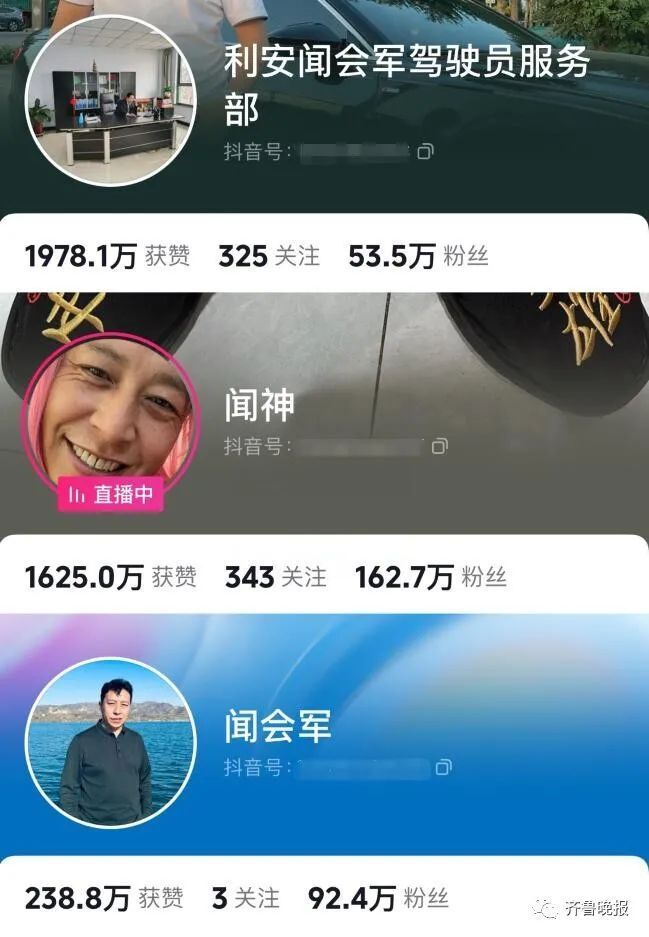 利安闻会军驾驶员服务
部
抖音号：
1978.1万 获赞 325 关注 53.5万 粉丝
闻神
抖音号：
直播中
1625.0万 获赞 343 关注 162.7万 粉丝
闻会军
抖音号：
238.8万 获赞 3 关注 92.4万 粉丝
齐鲁晚报